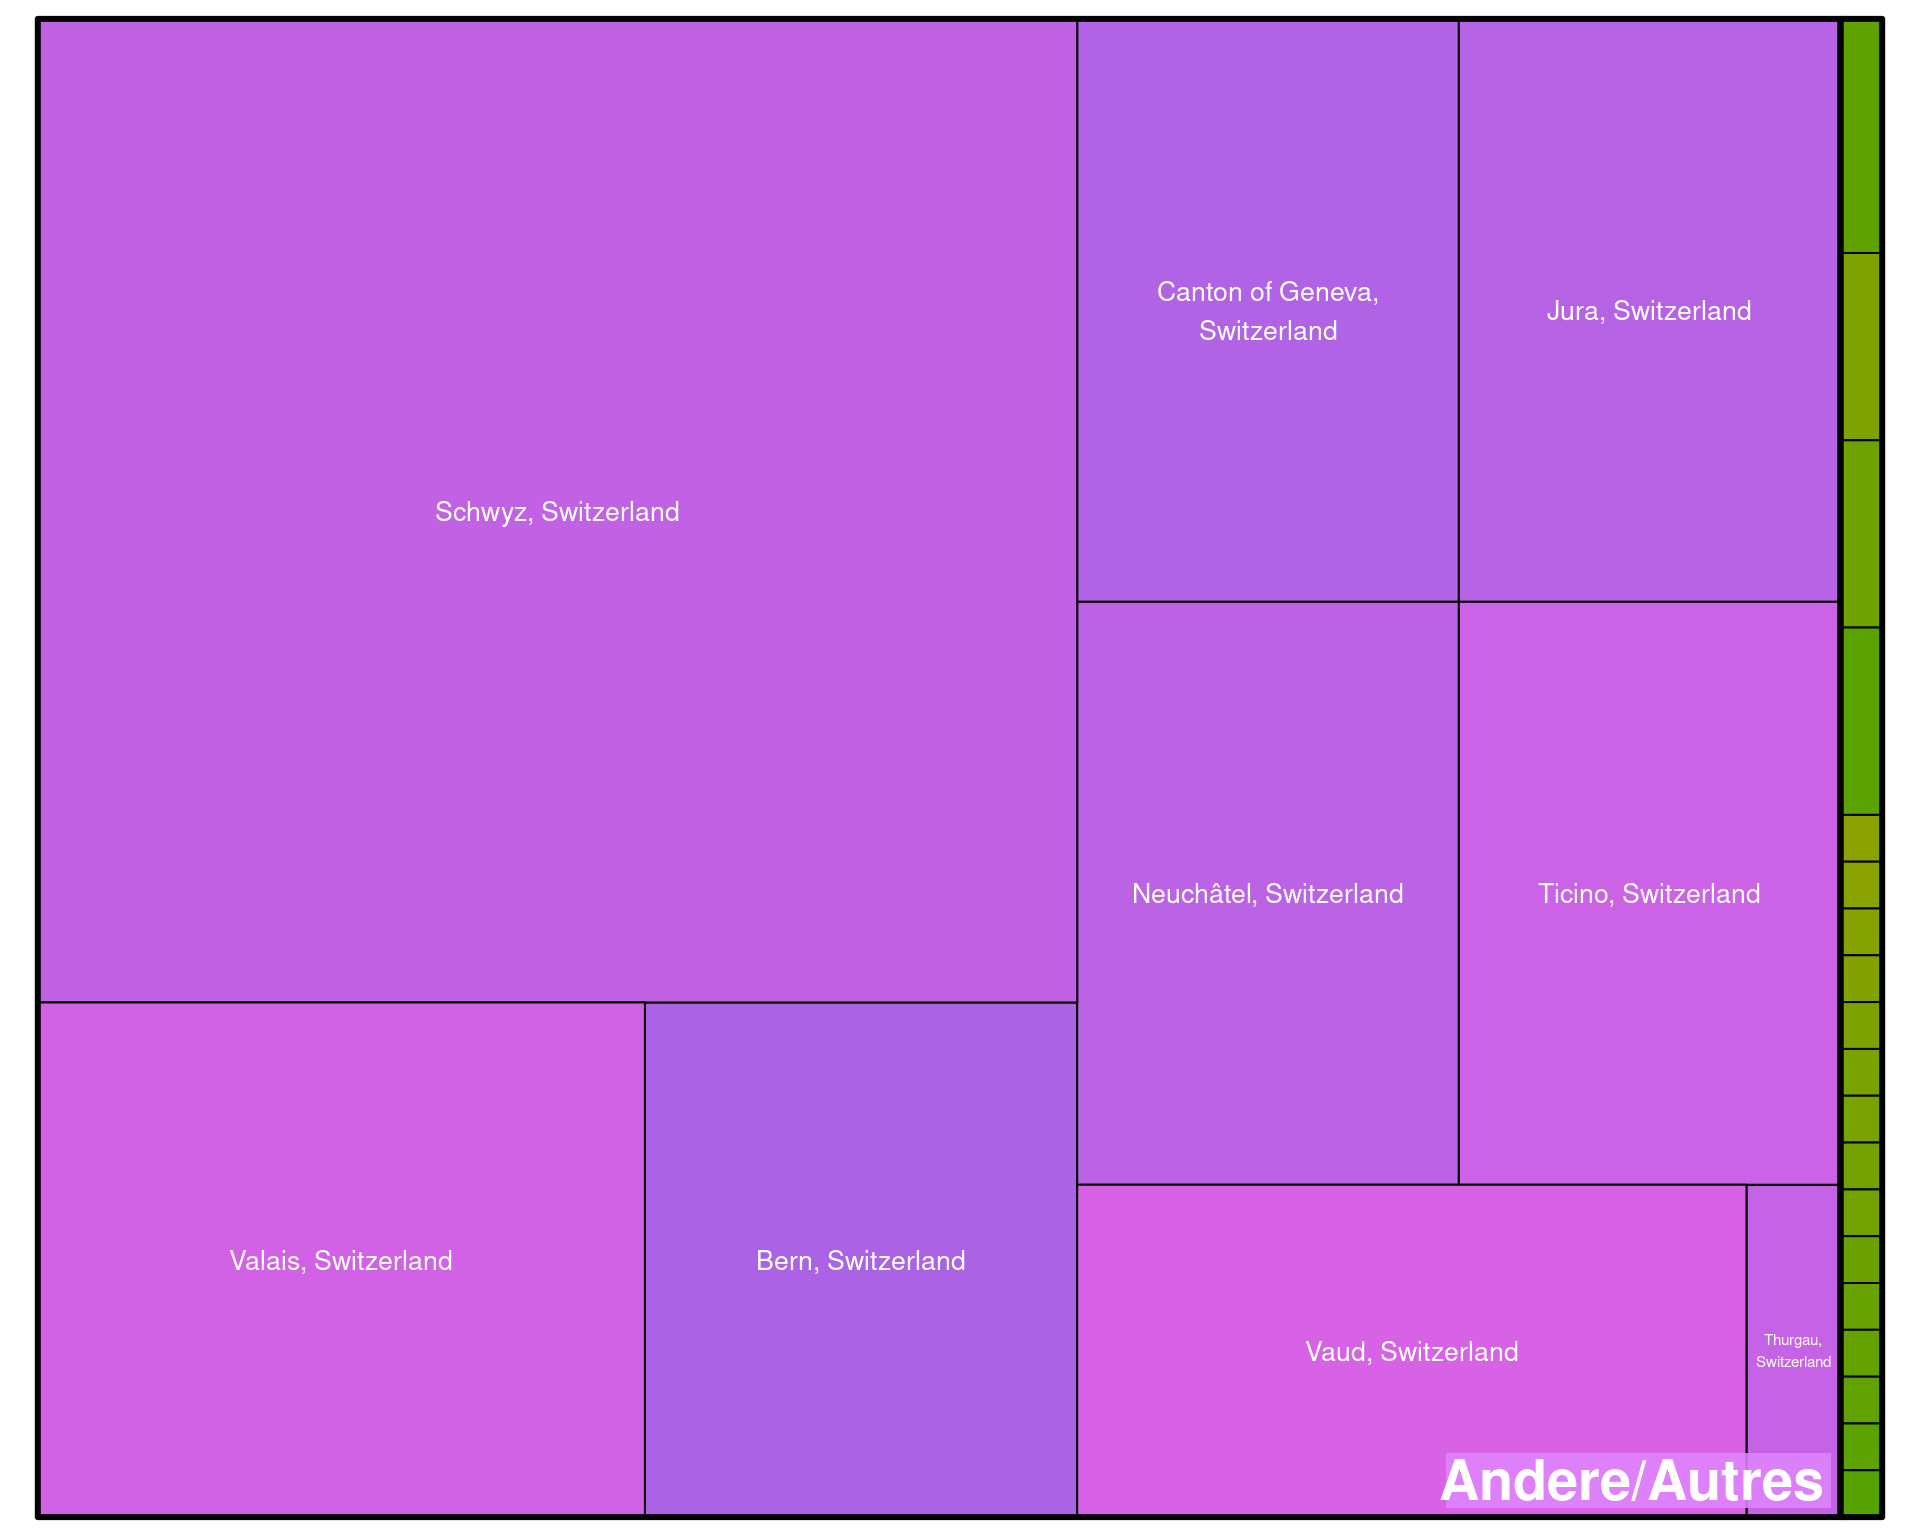 Canton of Geneva,
Switzerland
Jura, Switzerland
Schwyz, Switzerland
Neuchâtel, Switzerland
Ticino, Switzerland
Valais, Switzerland
Bern, Switzerland
Vaud, Switzerland
Thurgau,
Switzerland
Andere/Autres